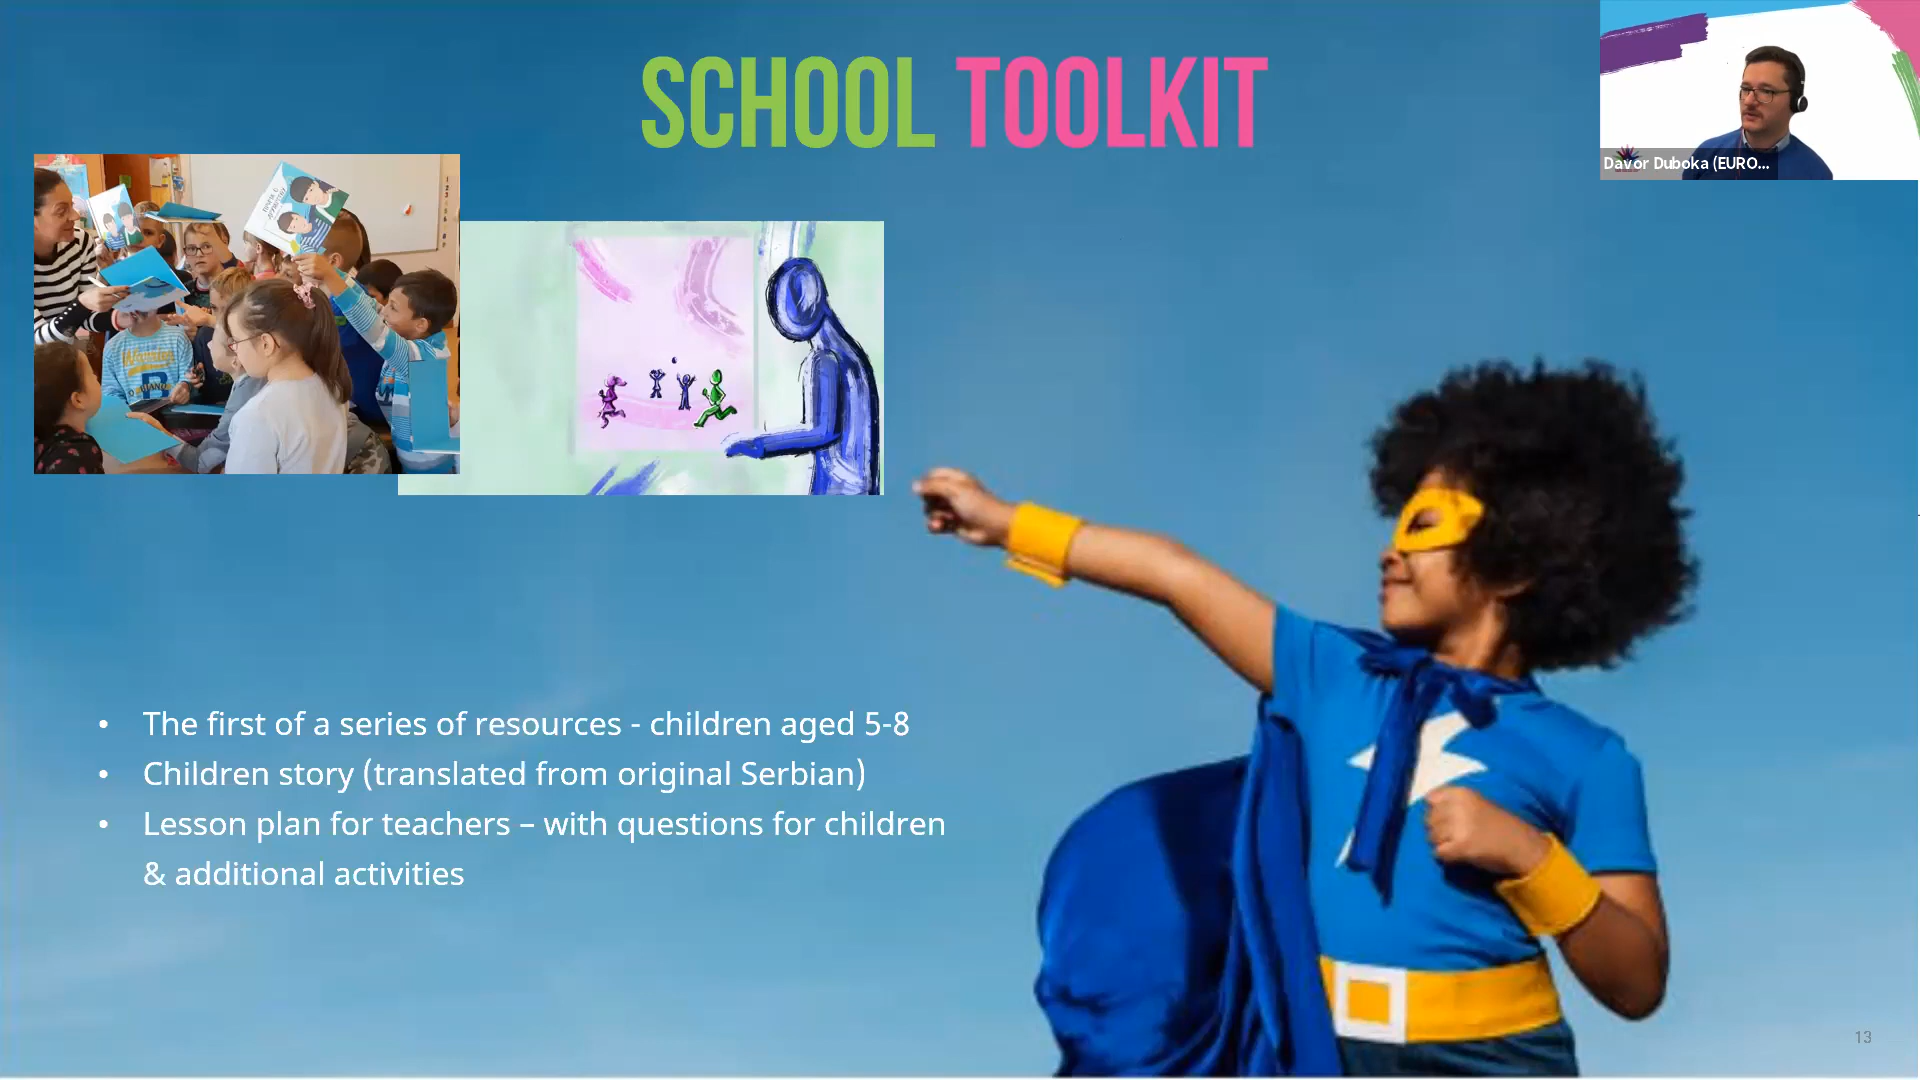 SCHOOL TOOLKIT
Davor Duboka (EURO...
• The first of a series of resources - children aged 5-8
• Children story (translated from original Serbian)
• Lesson plan for teachers – with questions for children
& additional activities
13